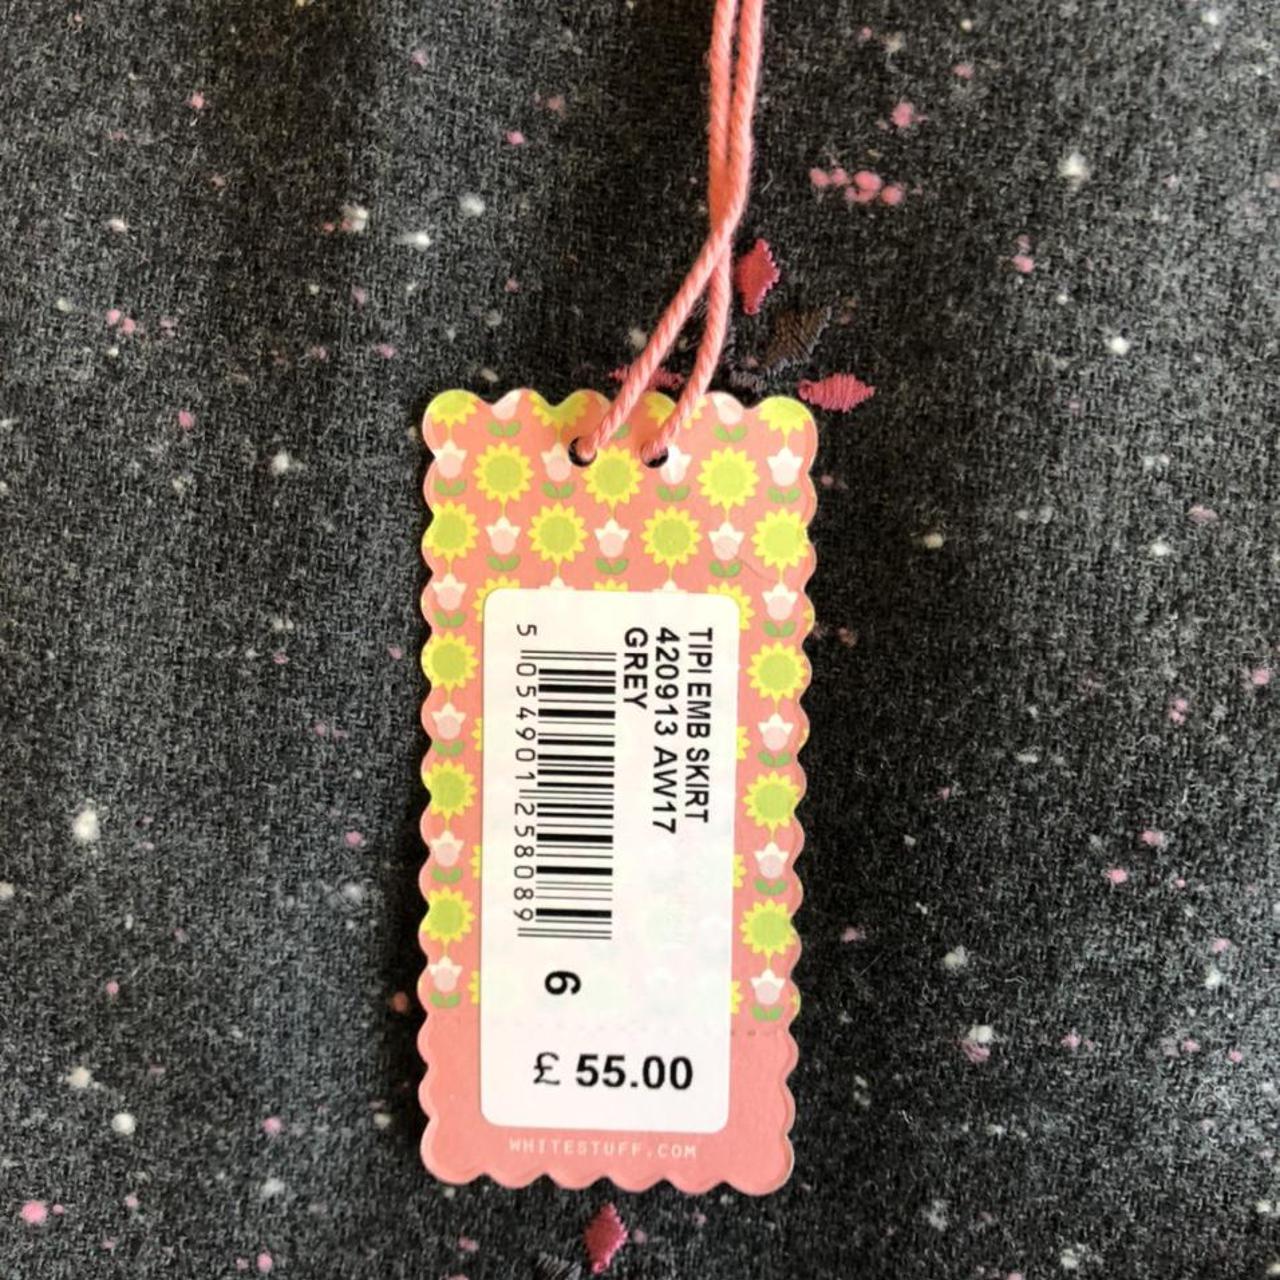 TIPI EMB SKIRT
420913 AW17
GREY
5 054901 258089
6
£ 55.00
WHITESTUFF.COM